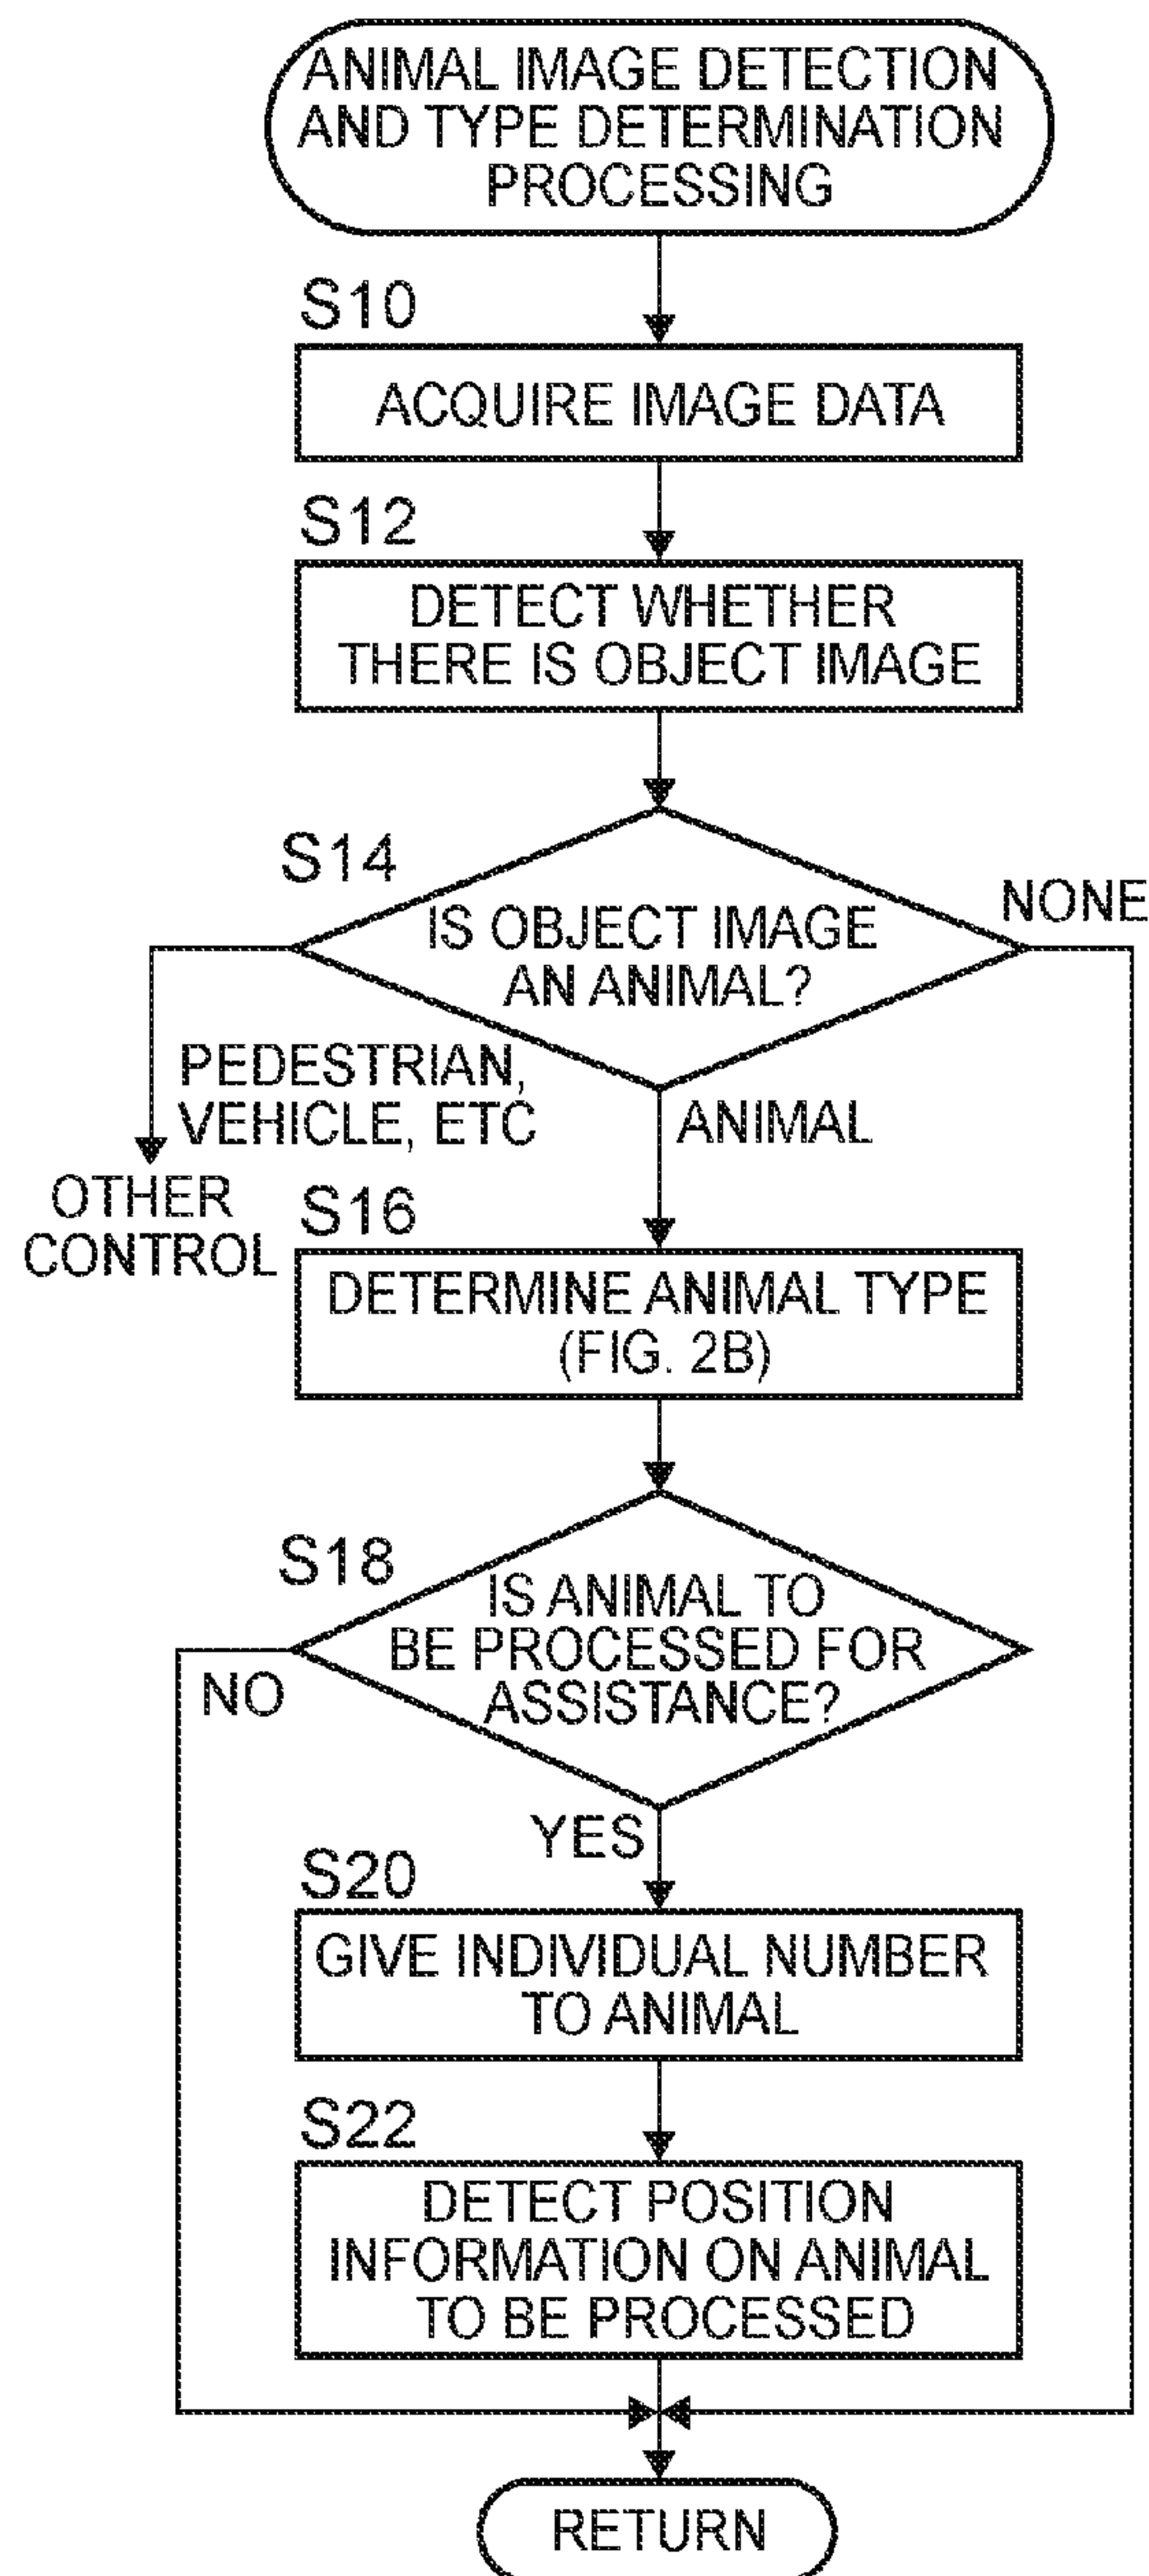 ANIMAL IMAGE DETECTION
AND TYPE DETERMINATION
PROCESSING
S10
ACQUIRE IMAGE DATA
S12
DETECT WHETHER
THERE IS OBJECT IMAGE
S14
IS OBJECT IMAGE
AN ANIMAL?
NONE
PEDESTRIAN,
VEHICLE, ETC
ANIMAL
OTHER
CONTROL
S16
DETERMINE ANIMAL TYPE
(FIG. 2B)
S18
IS ANIMAL TO
BE PROCESSED FOR
ASSISTANCE?
NO
YES
S20
GIVE INDIVIDUAL NUMBER
TO ANIMAL
S22
DETECT POSITION
INFORMATION ON ANIMAL
TO BE PROCESSED
RETURN